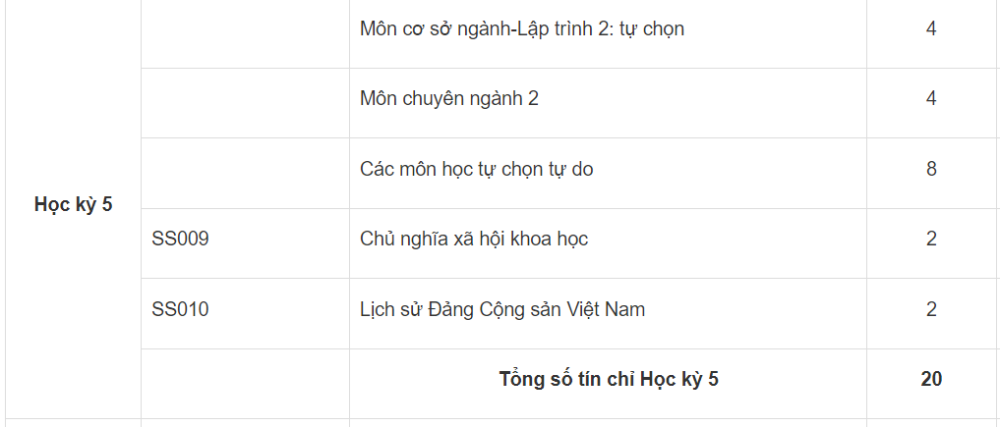 Môn cơ sở ngành-Lập trình 2: tự chọn 4
Môn chuyên ngành 2 4
Các môn học tự chọn tự do 8
Học kỳ 5
SS009 Chủ nghĩa xã hội khoa học 2
SS010 Lịch sử Đảng Cộng sản Việt Nam 2
Tổng số tín chỉ Học kỳ 5 20